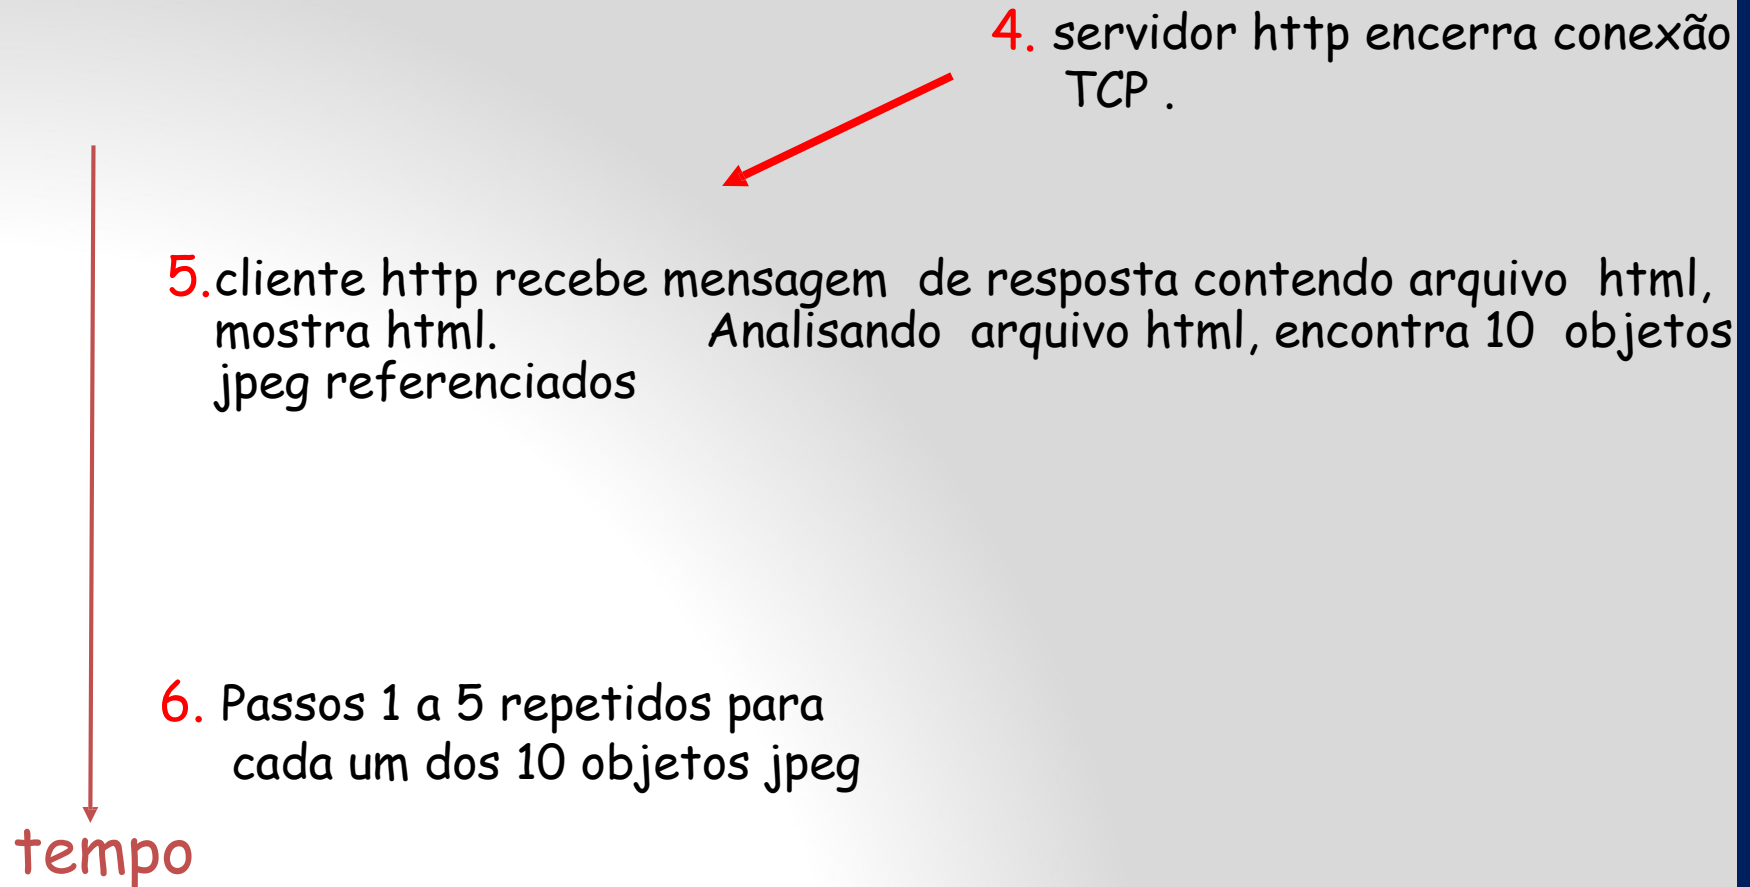 4. servidor http encerra conexão
TCP .
5.cliente http recebe mensagem de resposta contendo arquivo html,
mostra html. Analisando arquivo html, encontra 10 objetos
jpeg referenciados
6. Passos 1 a 5 repetidos para
cada um dos 10 objetos jpeg
tempo